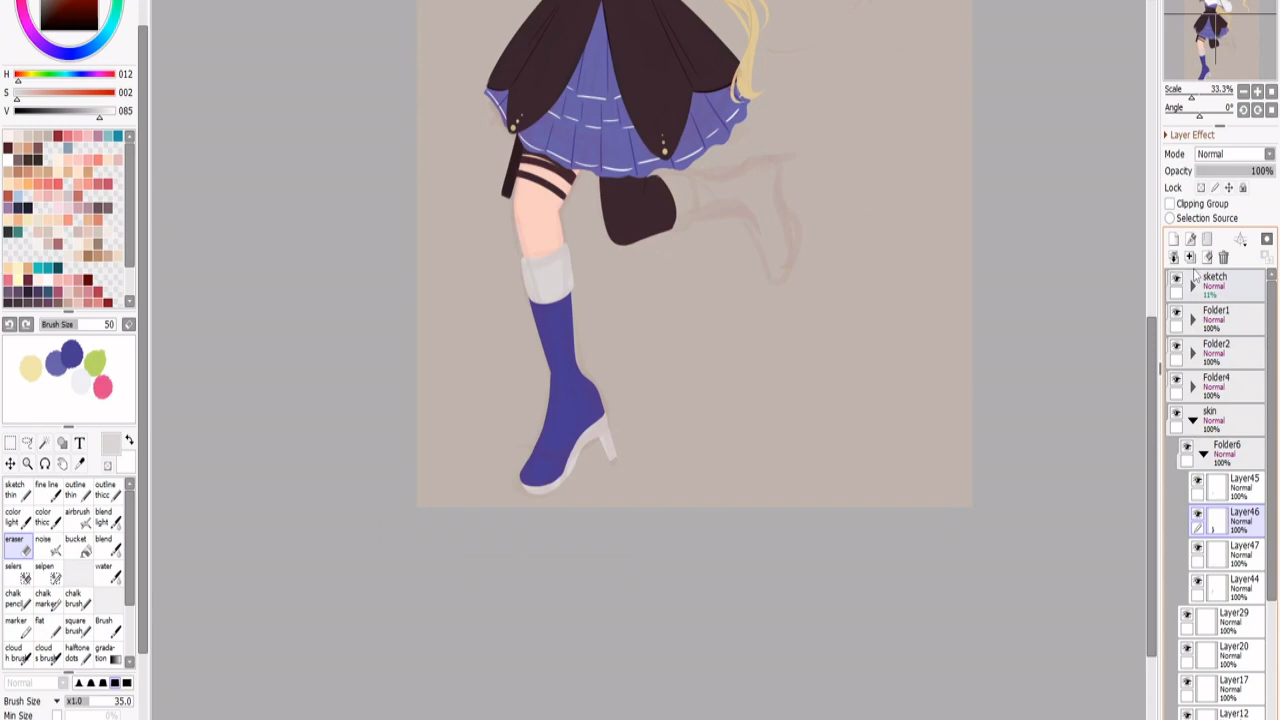 H 012
S 002
V 085
Brush Size 50
T
sketch thin
fine line
outline thin
outline thicc
color light
color thicc
airbrush
blend light
eraser
noise
bucket
blend
selers
selpen
water
chalk pencil
chalk marker
chalk brush
marker
flat
square brush
Brush
cloud h brush
cloud s brush
halftone dots
gradation
Normal
Brush Size x1.0 35.0
Min Size 0%
Scale 33.3%
Angle 0°
Layer Effect
Mode Normal
Opacity 100%
Lock
Clipping Group
Selection Source
sketch
Normal
11%
Folder1
Normal
100%
Folder2
Normal
100%
Folder4
Normal
100%
skin
Normal
100%
Folder6
Normal
100%
Layer45
Normal
100%
Layer46
Normal
100%
Layer47
Normal
100%
Layer44
Normal
100%
Layer29
Normal
100%
Layer20
Normal
100%
Layer17
Normal
100%
Layer12
Normal